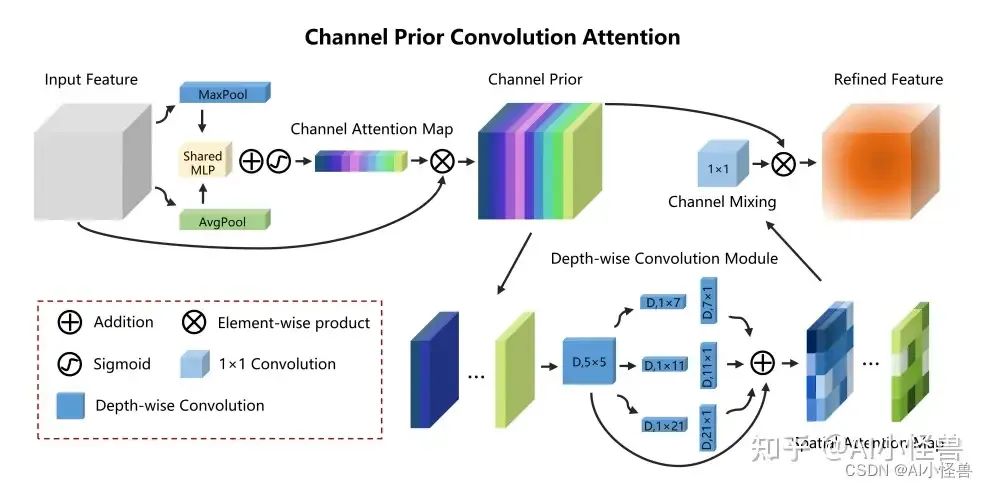 Channel Prior Convolution Attention
Input Feature
MaxPool
Shared
MLP
AvgPool
Channel Attention Map
Channel Prior
1×1
Channel Mixing
Refined Feature
Depth-wise Convolution Module
D,5×5
D,1×7
D,7×1
D,1×11
D,11×1
D,1×21
D,21×1
...
...
Spatial Attention Map
Addition
Element-wise product
Sigmoid
1×1 Convolution
Depth-wise Convolution
知乎 @AI小怪兽
CSDN @AI小怪兽